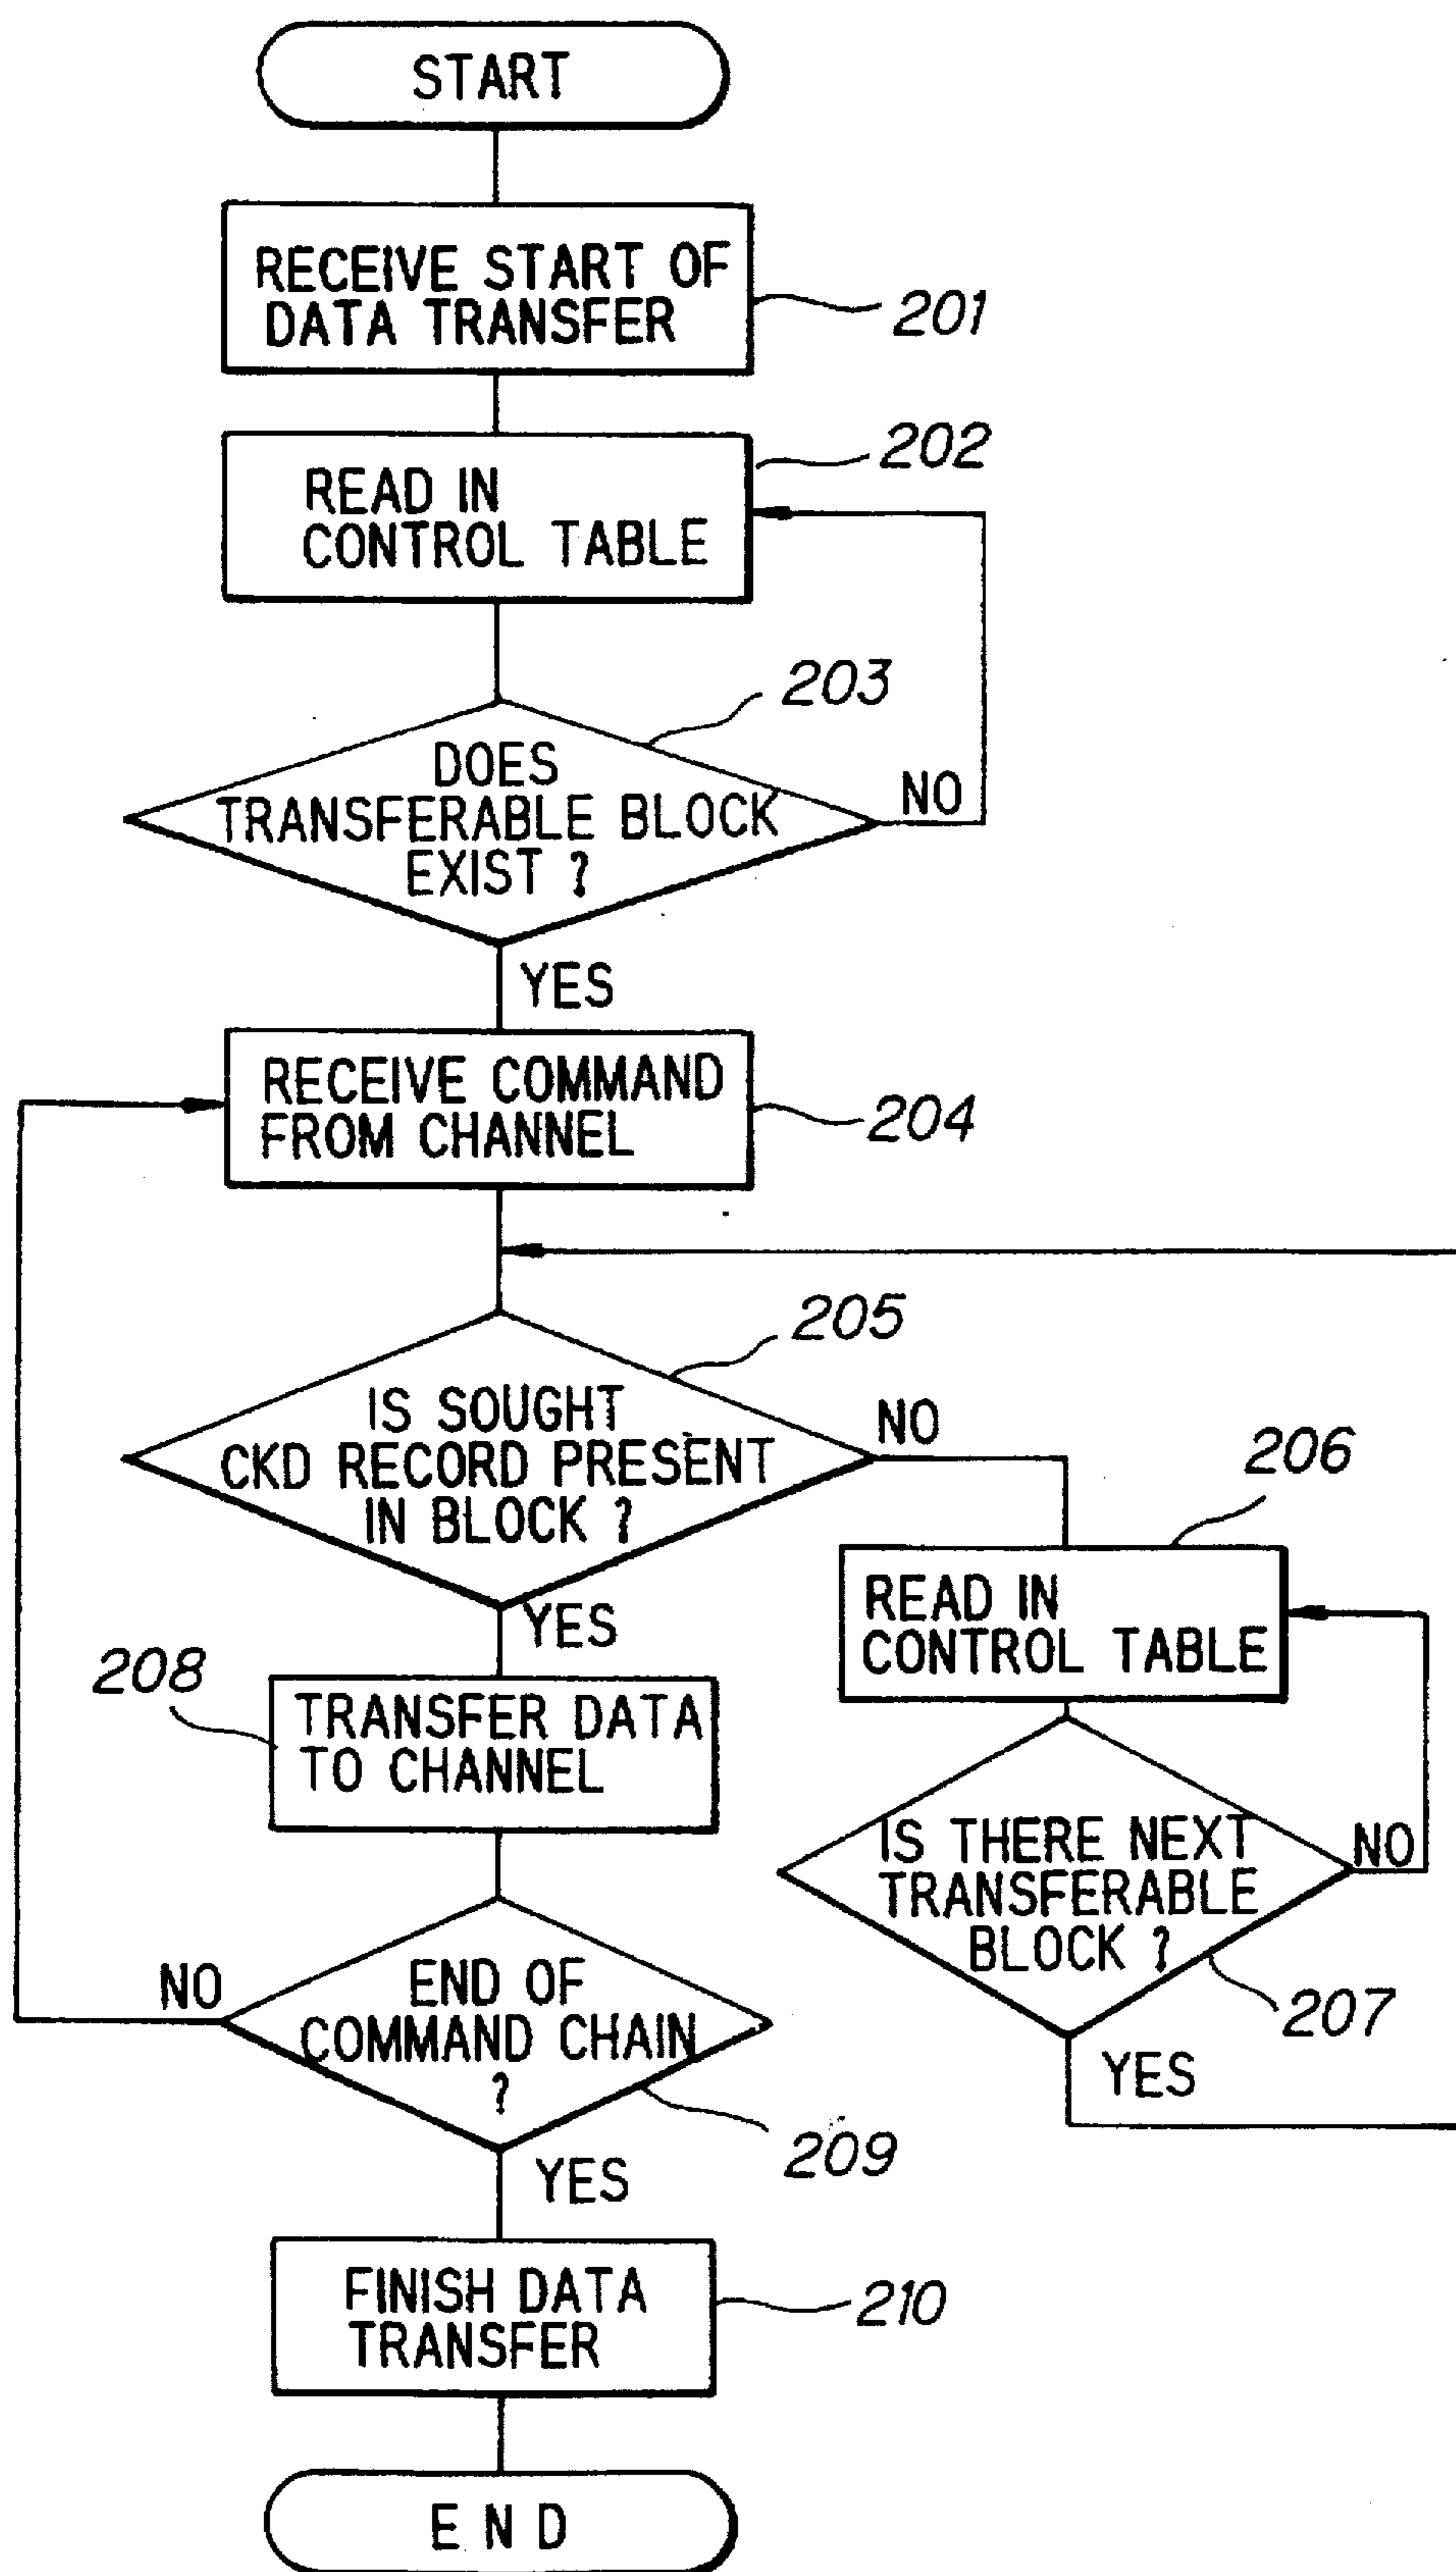 START
RECEIVE START OF
DATA TRANSFER
201
READ IN
CONTROL TABLE
202
203
DOES
TRANSFERABLE BLOCK
EXIST ?
NO
YES
RECEIVE COMMAND
FROM CHANNEL
204
205
IS SOUGHT
CKD RECORD PRESENT
IN BLOCK ?
NO
206
READ IN
CONTROL TABLE
YES
208
TRANSFER DATA
TO CHANNEL
IS THERE NEXT
TRANSFERABLE
BLOCK ?
NO
207
YES
NO
END OF
COMMAND CHAIN
?
209
YES
FINISH DATA
TRANSFER
210
END